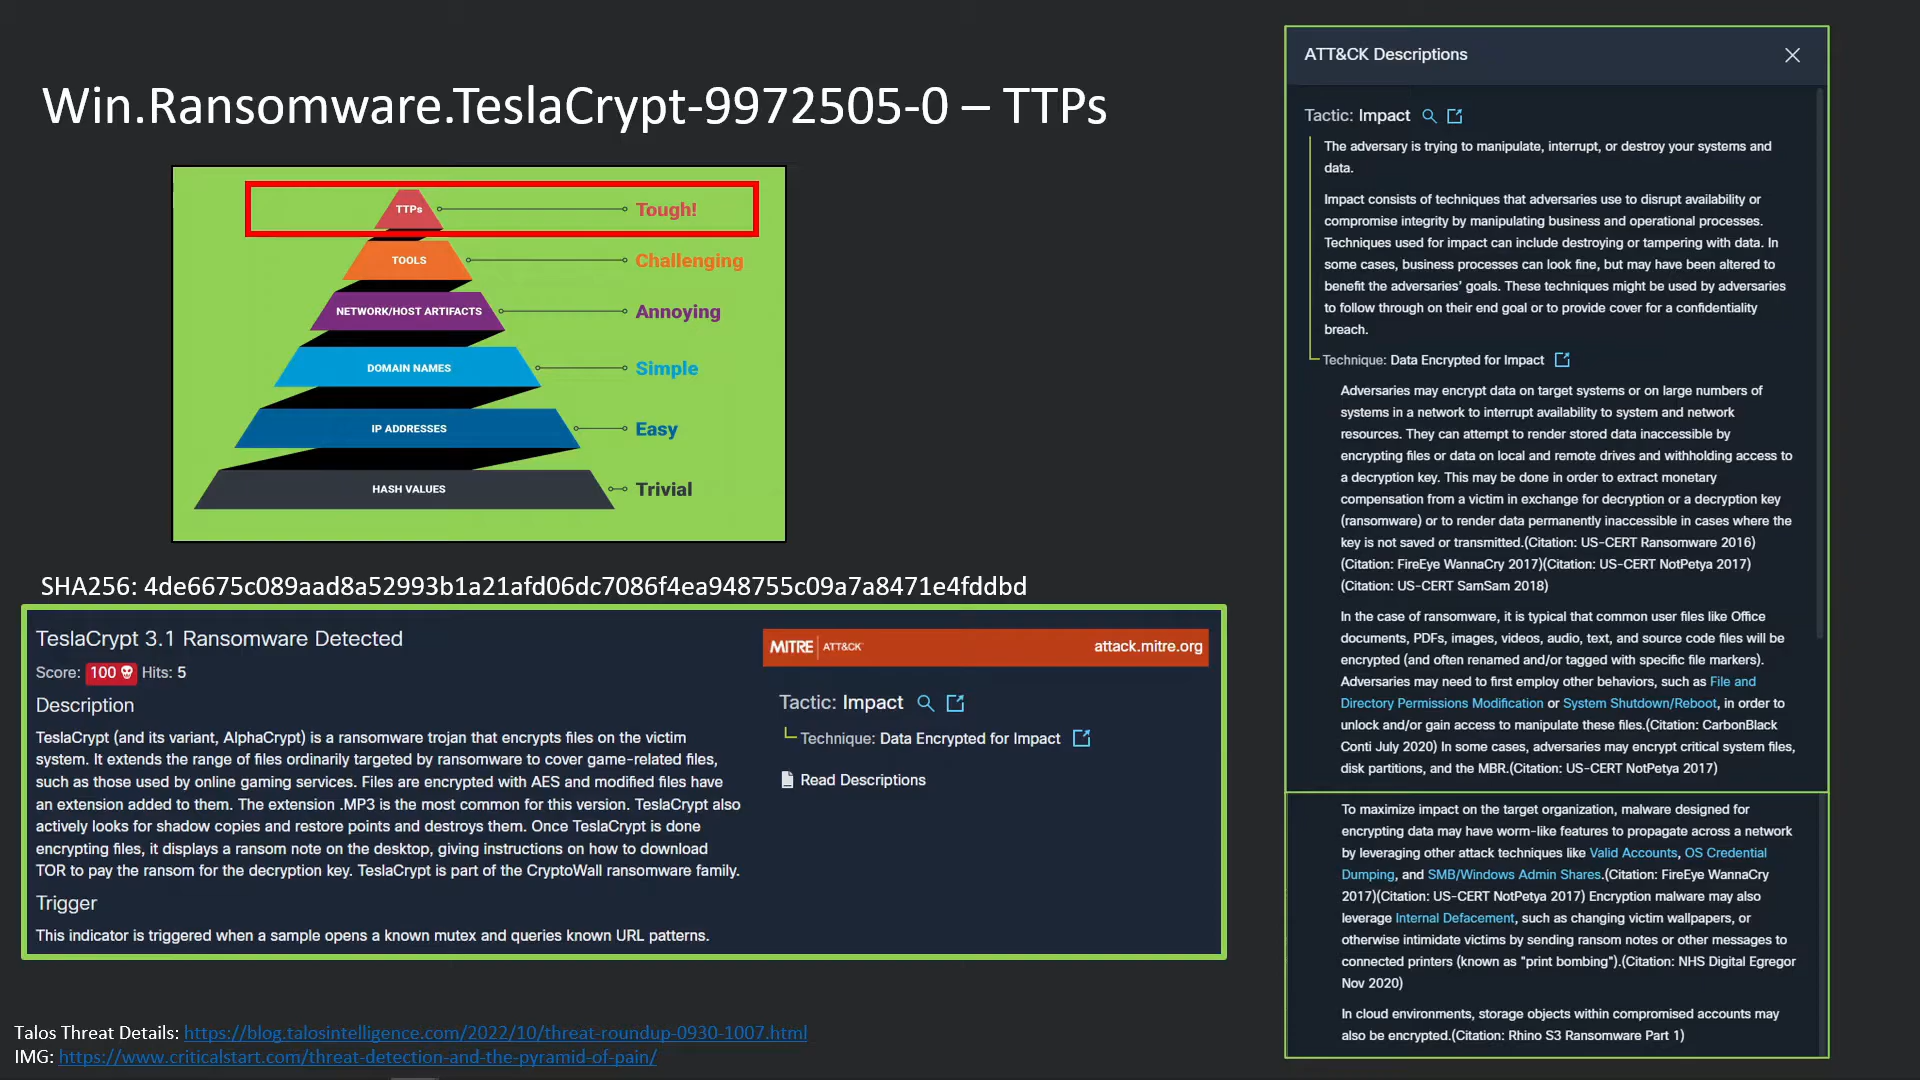 Win.Ransomware.TeslaCrypt-9972505-0 – TTPs
TTPs
Tough!
TOOLS
Challenging
NETWORK/HOST ARTIFACTS
Annoying
DOMAIN NAMES
Simple
IP ADDRESSES
Easy
HASH VALUES
Trivial
SHA256: 4de6675c089aad8a52993b1a21afd06dc7086f4ea948755c09a7a8471e4fddbd
TeslaCrypt 3.1 Ransomware Detected
Score: 100 Hits: 5
Description
TeslaCrypt (and its variant, AlphaCrypt) is a ransomware trojan that encrypts files on the victim
system. It extends the range of files ordinarily targeted by ransomware to cover game-related files,
such as those used by online gaming services. Files are encrypted with AES and modified files have
an extension added to them. The extension .MP3 is the most common for this version. TeslaCrypt also
actively looks for shadow copies and restore points and destroys them. Once TeslaCrypt is done
encrypting files, it displays a ransom note on the desktop, giving instructions on how to download
TOR to pay the ransom for the decryption key. TeslaCrypt is part of the CryptoWall ransomware family.
Trigger
This indicator is triggered when a sample opens a known mutex and queries known URL patterns.
MITRE ATT&CK
attack.mitre.org
Tactic: Impact
Technique: Data Encrypted for Impact
Read Descriptions
Talos Threat Details: https://blog.talosintelligence.com/2022/10/threat-roundup-0930-1007.html
IMG: https://www.criticalstart.com/threat-detection-and-the-pyramid-of-pain/
ATT&CK Descriptions
Tactic: Impact
The adversary is trying to manipulate, interrupt, or destroy your systems and
data.
Impact consists of techniques that adversaries use to disrupt availability or
compromise integrity by manipulating business and operational processes.
Techniques used for impact can include destroying or tampering with data. In
some cases, business processes can look fine, but may have been altered to
benefit the adversaries’ goals. These techniques might be used by adversaries
to follow through on their end goal or to provide cover for a confidentiality
breach.
Technique: Data Encrypted for Impact
Adversaries may encrypt data on target systems or on large numbers of
systems in a network to interrupt availability to system and network
resources. They can attempt to render stored data inaccessible by
encrypting files or data on local and remote drives and withholding access to
a decryption key. This may be done in order to extract monetary
compensation from a victim in exchange for decryption or a decryption key
(ransomware) or to render data permanently inaccessible in cases where the
key is not saved or transmitted.(Citation: US-CERT Ransomware 2016)
(Citation: FireEye WannaCry 2017)(Citation: US-CERT NotPetya 2017)
(Citation: US-CERT SamSam 2018)
In the case of ransomware, it is typical that common user files like Office
documents, PDFs, images, videos, audio, text, and source code files will be
encrypted (and often renamed and/or tagged with specific file markers).
Adversaries may need to first employ other behaviors, such as File and
Directory Permissions Modification or System Shutdown/Reboot, in order to
unlock and/or gain access to manipulate these files.(Citation: CarbonBlack
Conti July 2020) In some cases, adversaries may encrypt critical system files,
disk partitions, and the MBR.(Citation: US-CERT NotPetya 2017)
To maximize impact on the target organization, malware designed for
encrypting data may have worm-like features to propagate across a network
by leveraging other attack techniques like Valid Accounts, OS Credential
Dumping, and SMB/Windows Admin Shares.(Citation: FireEye WannaCry
2017)(Citation: US-CERT NotPetya 2017) Encryption malware may also
leverage Internal Defacement, such as changing victim wallpapers, or
otherwise intimidate victims by sending ransom notes or other messages to
connected printers (known as "print bombing").(Citation: NHS Digital Egregor
Nov 2020)
In cloud environments, storage objects within compromised accounts may
also be encrypted.(Citation: Rhino S3 Ransomware Part 1)